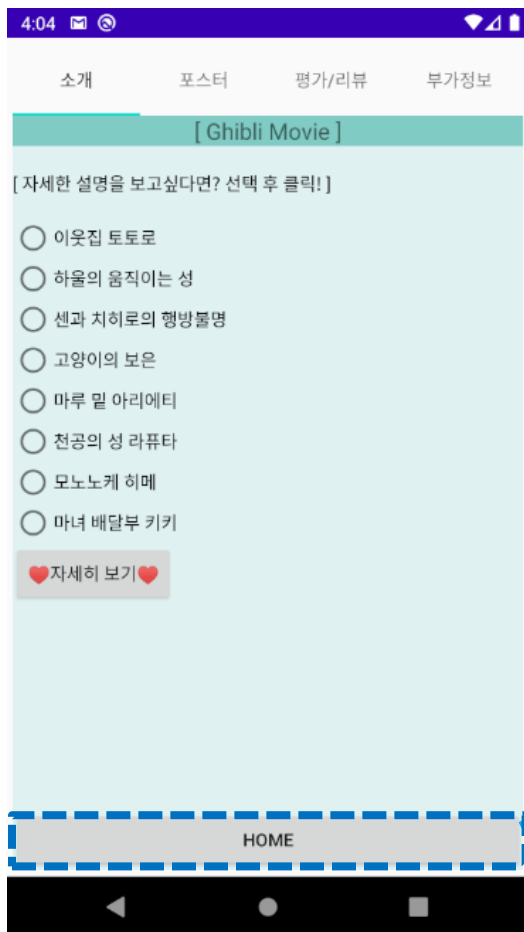 4:04
소개 포스터 평가/리뷰 부가정보
[ Ghibli Movie ]
[ 자세한 설명을 보고싶다면? 선택 후 클릭! ]
이웃집 토토로
하울의 움직이는 성
센과 치히로의 행방불명
고양이의 보은
마루 밑 아리에티
천공의 성 라퓨타
모노노케 히메
마녀 배달부 키키
❤자세히 보기❤
HOME